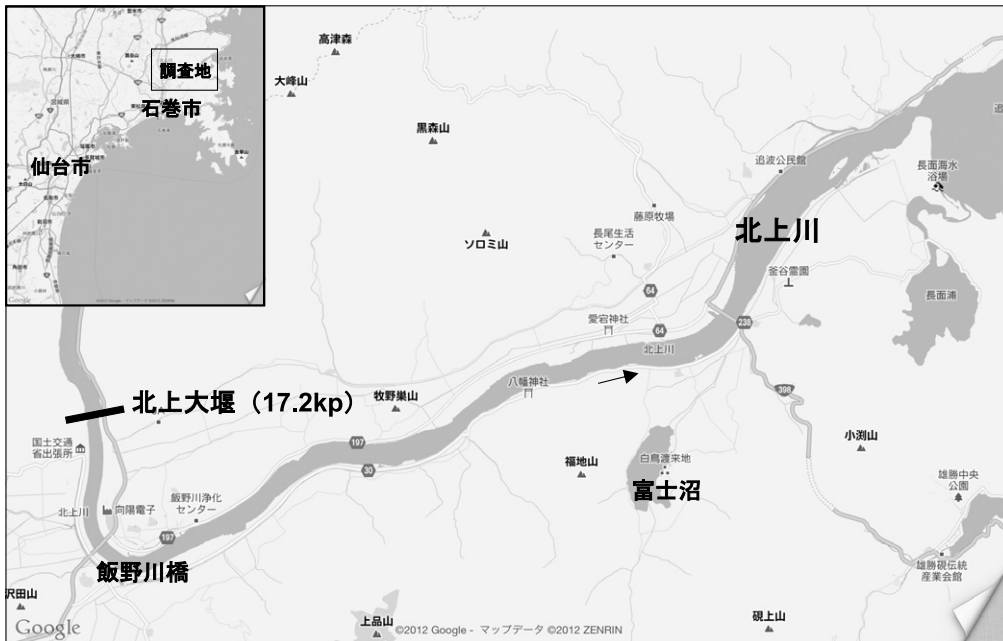 調査地
石巻市
仙台市
宮城県
高津森
大峰山
黒森山
追波公民館
長面海水
浴場
藤原牧場
北上川
ソロミ山
長尾生活
センター
釜谷霊園
64
長面浦
愛宕神社
64
238
北上川
八幡神社
398
牧野巣山
北上大堰（17.2kp）
国土交通
省出張所
197
30
小渕山
白鳥渡来地
福地山
富士沼
雄勝中央
公園
飯野川浄化
センター
北上川
向陽電子
197
飯野川橋
雄勝硯伝統
産業会館
沢田山
上品山
硯上山
Google
©2012 Google - マップデータ ©2012 ZENRIN